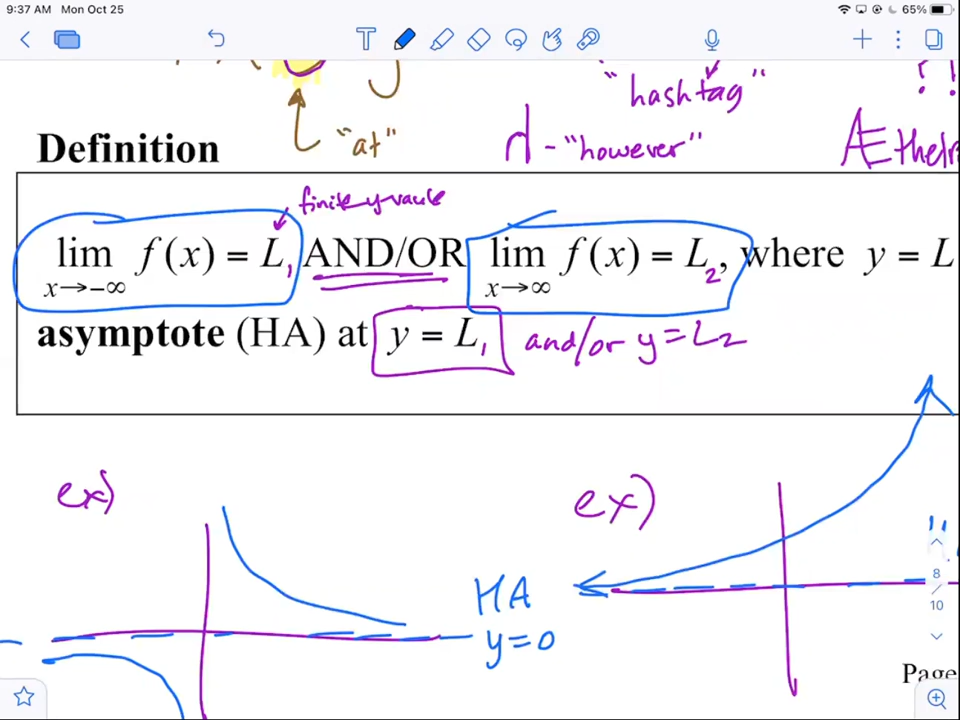 9:37 AM Mon Oct 25
65%
T
"hashtag"
?!
"at"
d - "however"
Definition
finite y-value
lim f(x) = L₁ AND/OR lim f(x) = L₂, where y = L
x→-∞ x→∞
asymptote (HA) at y = L₁ and/or y = L₂
ex)
ex)
HA
y=0
8
10
Page